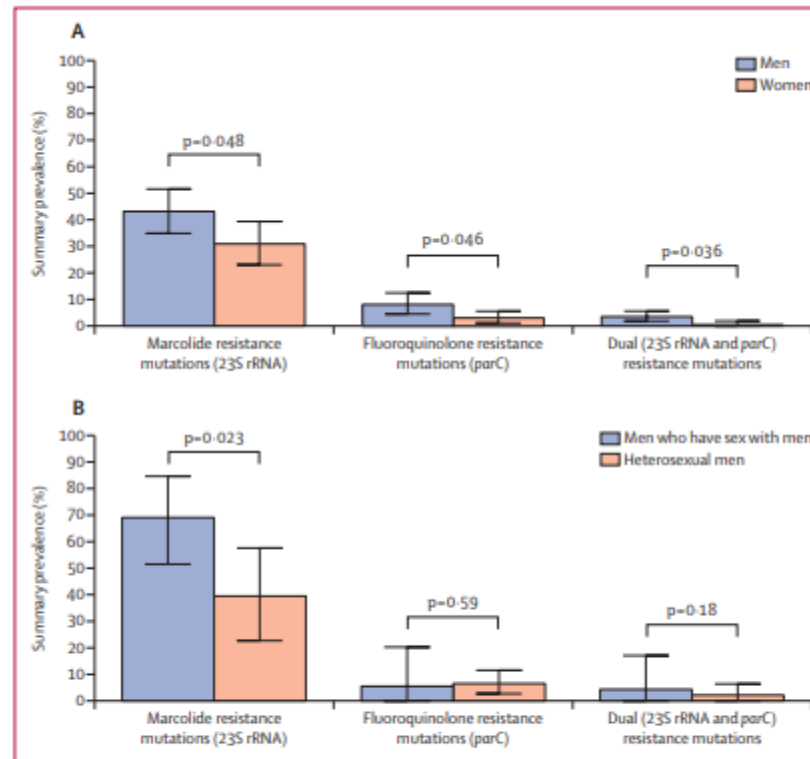 A
100
90
80
70
60
50
40
30
20
10
0
Summary prevalence (%)
Men
Women
p=0·048
p=0·046
p=0·036
Marcolide resistance
mutations (23S rRNA)
Fluoroquinolone resistance
mutations (parC)
Dual (23S rRNA and parC)
resistance mutations
B
100
90
80
70
60
50
40
30
20
10
0
Summary prevalence (%)
Men who have sex with men
Heterosexual men
p=0·023
p=0·59
p=0·18
Marcolide resistance
mutations (23S rRNA)
Fluoroquinolone resistance
mutations (parC)
Dual (23S rRNA and parC)
resistance mutations